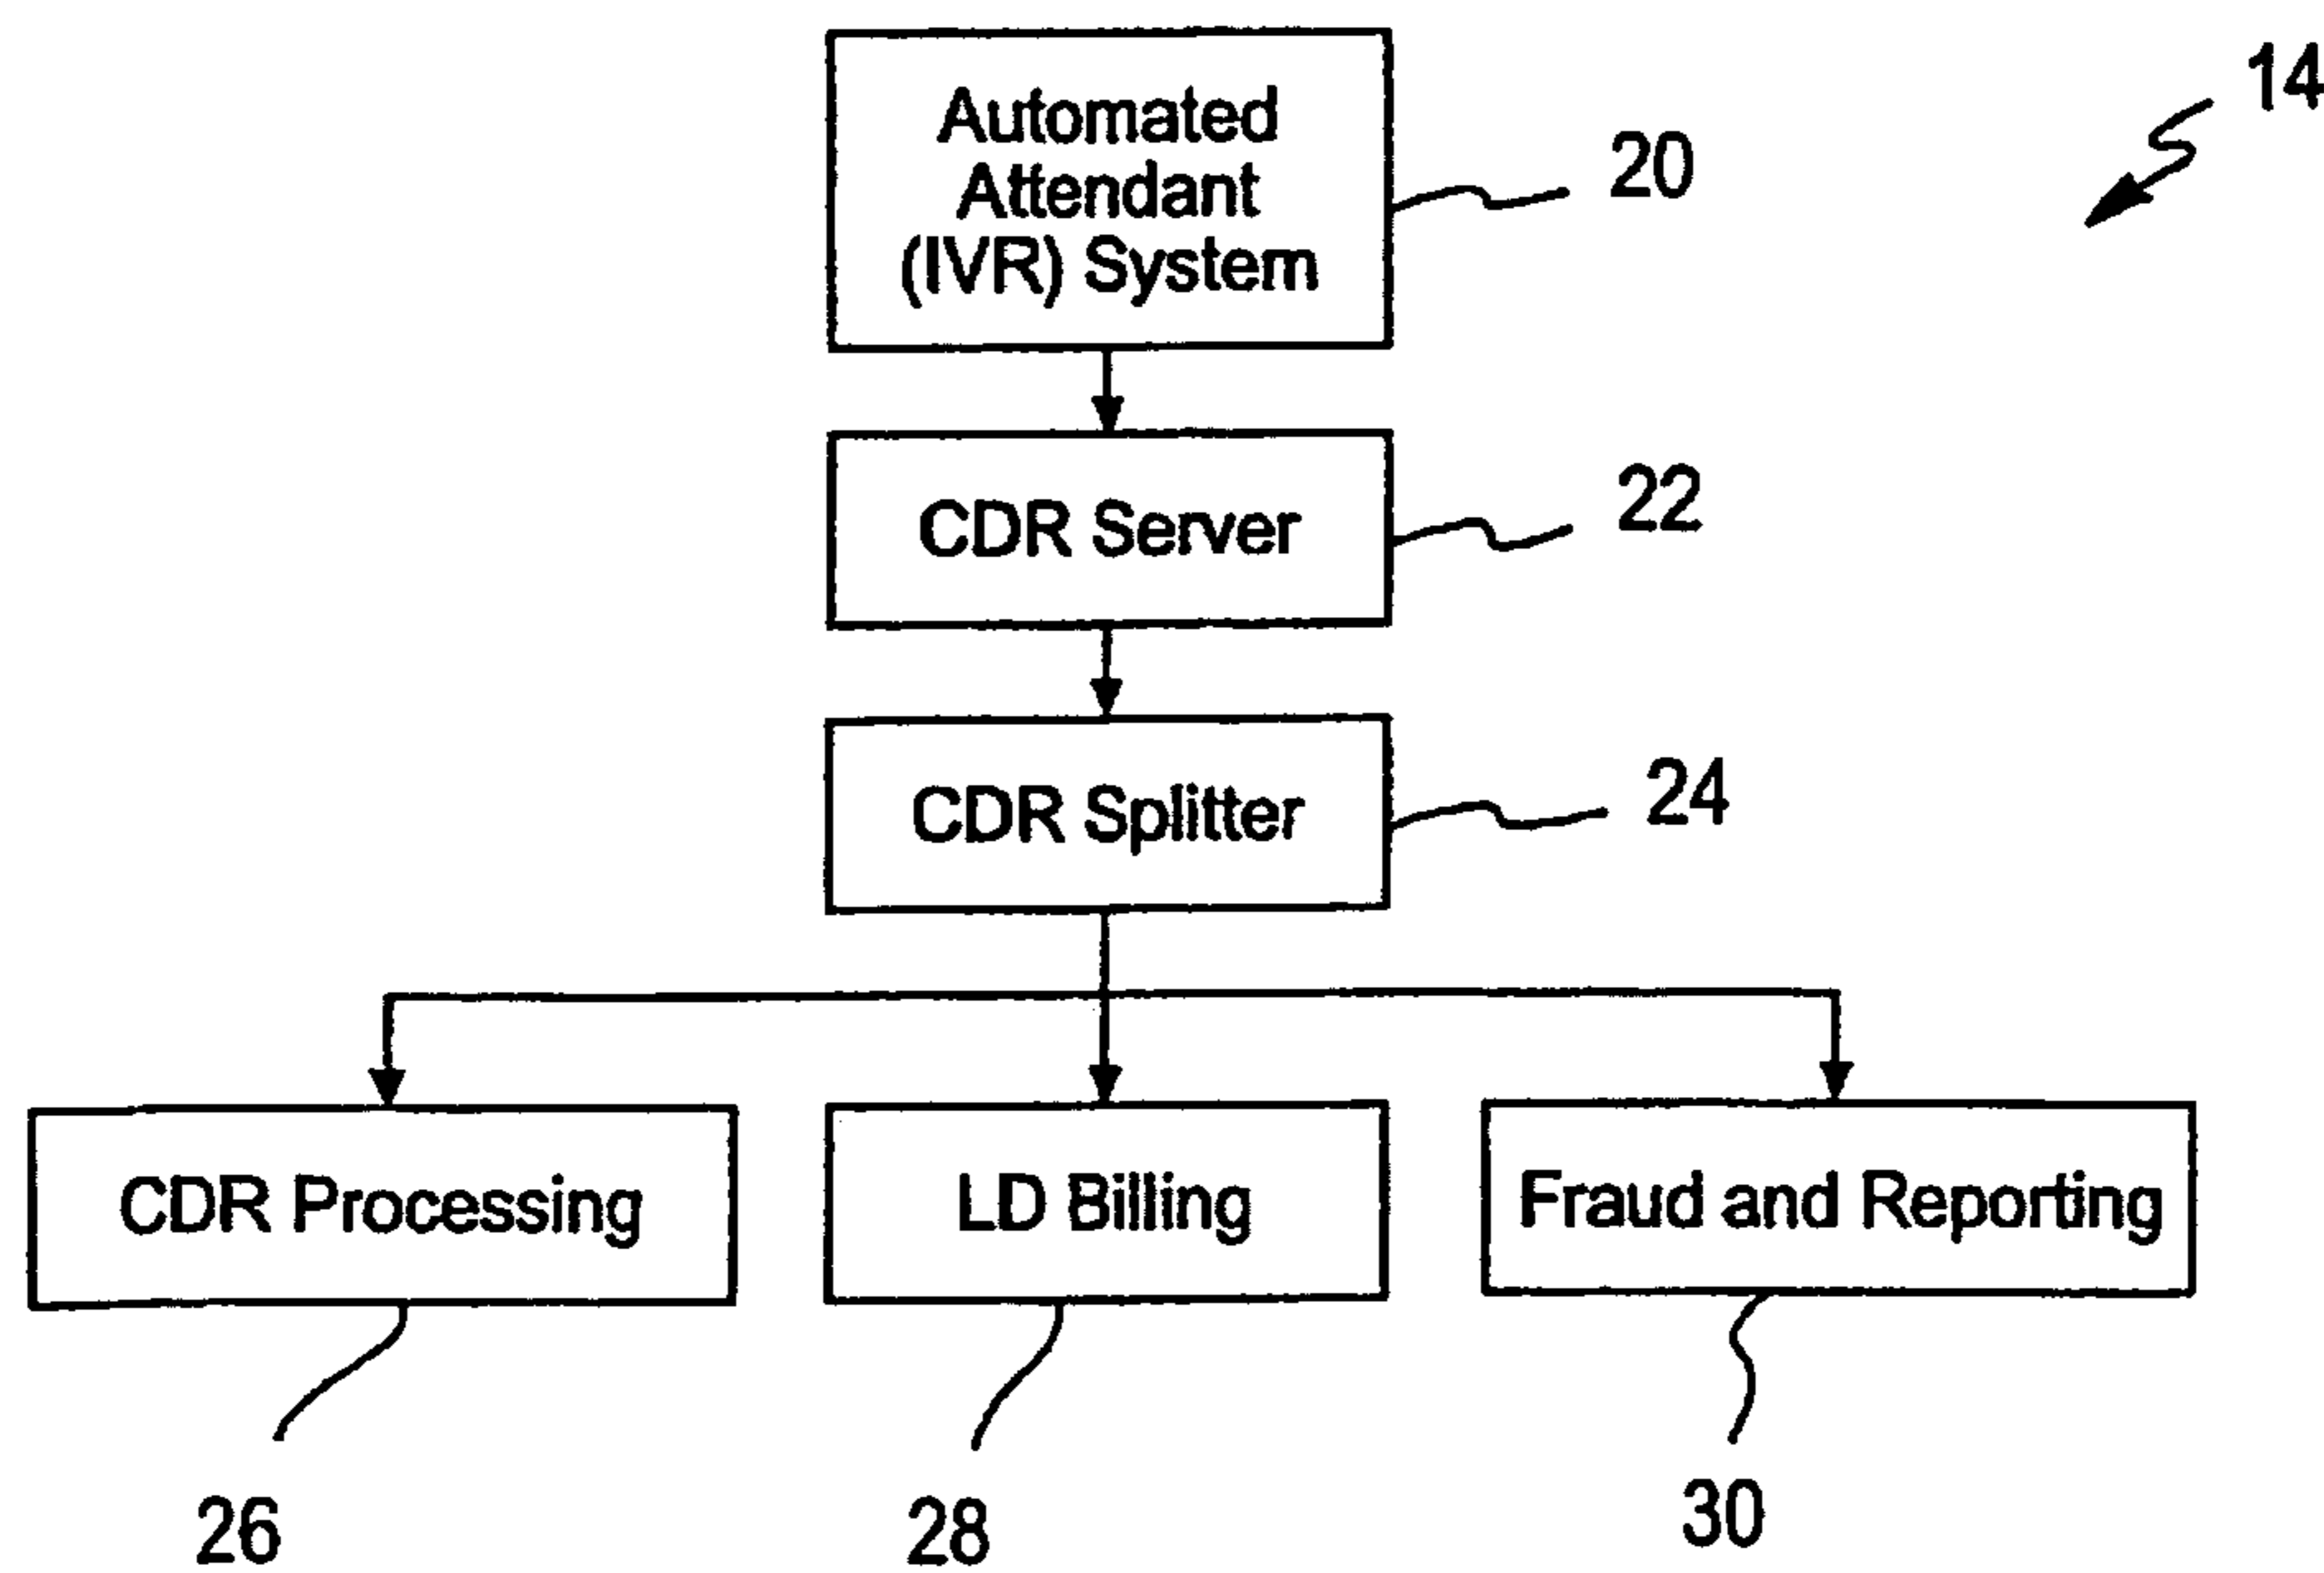 14
Automated
Attendant
(IVR) System
20
CDR Server
22
CDR Splitter
24
CDR Processing
LD Billing
Fraud and Reporting
26
28
30